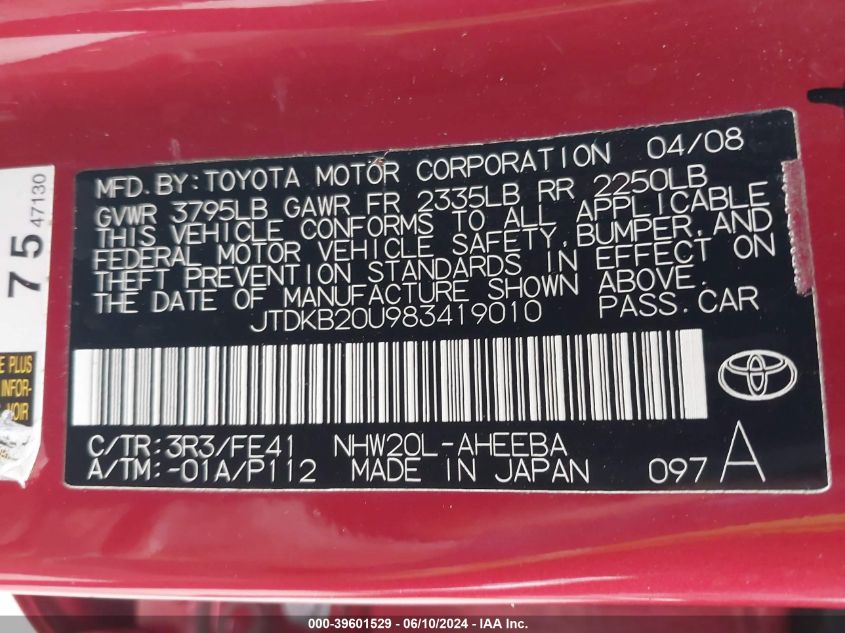 MFD.BY:TOYOTA MOTOR CORPORATION 04/08
GVWR 3795LB GAWR FR 2335LB RR 2250LB
THIS VEHICLE CONFORMS TO ALL APPLICABLE
FEDERAL MOTOR VEHICLE SAFETY,BUMPER,AND
THEFT PREVENTION STANDARDS IN EFFECT ON
THE DATE OF MANUFACTURE SHOWN ABOVE.
JTDKB20U983419010 PASS.CAR
C/TR:3R3/FE41 NHW20L-AHEEBA
A/TM:-01A/P112 MADE IN JAPAN 097 A
75
47130
E PLUS
INFOR-
VOIR
000-39601529 - 06/10/2024 - IAA Inc.